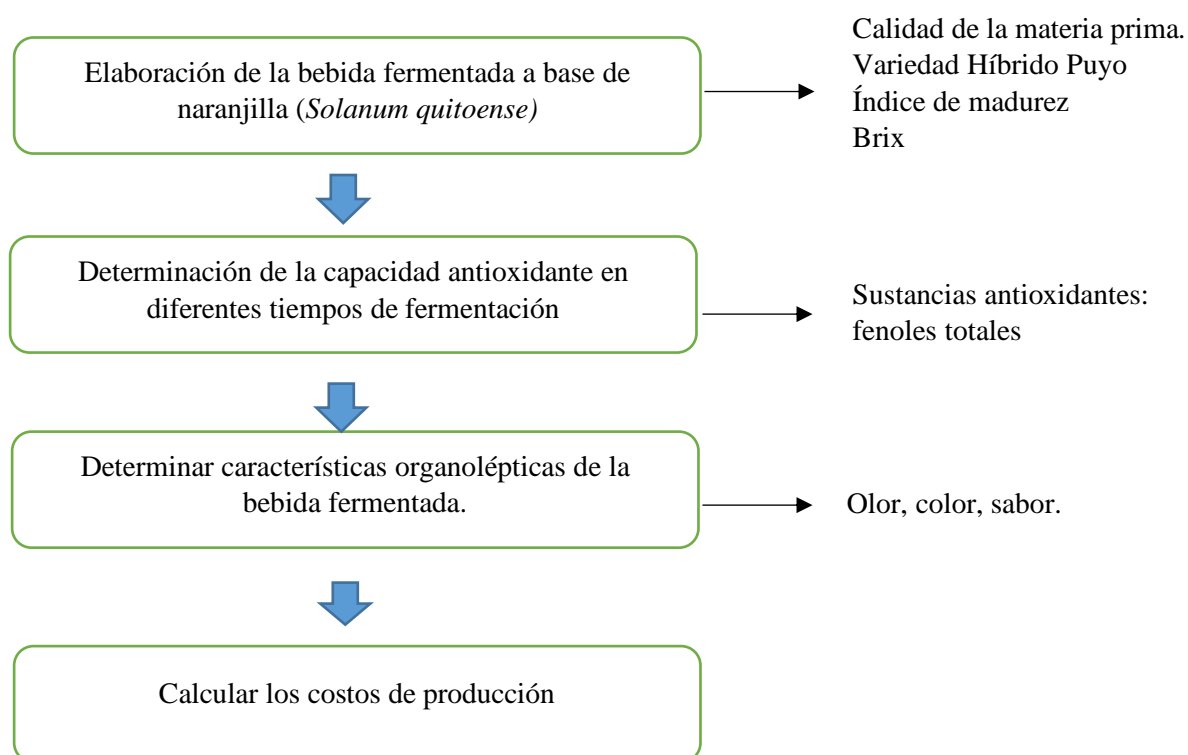 Elaboración de la bebida fermentada a base de
naranjilla (Solanum quitoense)
Calidad de la materia prima.
Variedad Híbrido Puyo
Índice de madurez
Brix
Determinación de la capacidad antioxidante en
diferentes tiempos de fermentación
Sustancias antioxidantes:
fenoles totales
Determinar características organolépticas de la
bebida fermentada.
Olor, color, sabor.
Calcular los costos de producción